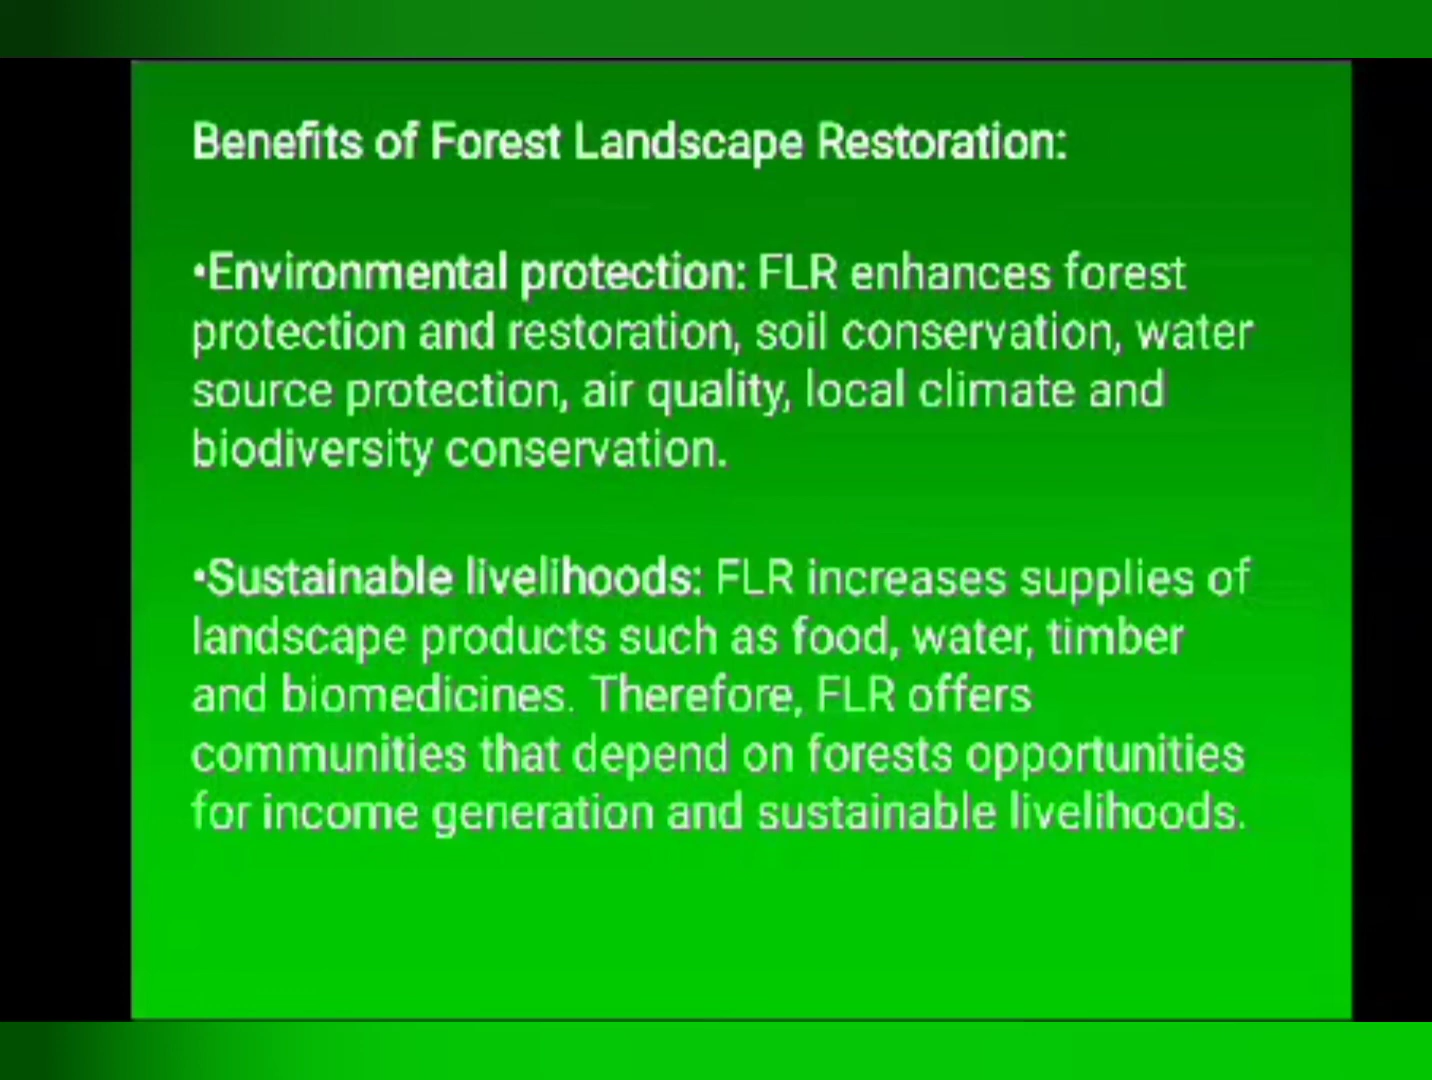 Benefits of Forest Landscape Restoration:
•Environmental protection: FLR enhances forest
protection and restoration, soil conservation, water
source protection, air quality, local climate and
biodiversity conservation.
•Sustainable livelihoods: FLR increases supplies of
landscape products such as food, water, timber
and biomedicines. Therefore, FLR offers
communities that depend on forests opportunities
for income generation and sustainable livelihoods.